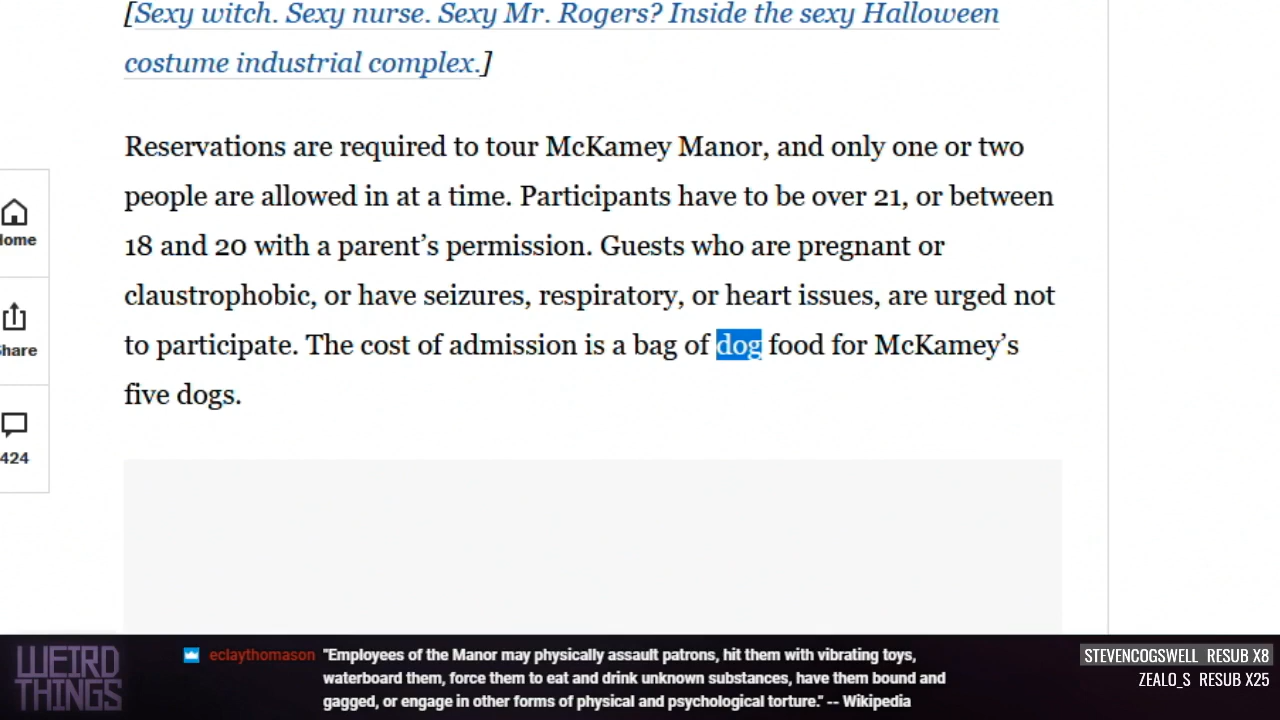 [Sexy witch. Sexy nurse. Sexy Mr. Rogers? Inside the sexy Halloween
costume industrial complex.]
Reservations are required to tour McKamey Manor, and only one or two
people are allowed in at a time. Participants have to be over 21, or between
18 and 20 with a parent’s permission. Guests who are pregnant or
claustrophobic, or have seizures, respiratory, or heart issues, are urged not
to participate. The cost of admission is a bag of dog food for McKamey’s
five dogs.
Home
Share
424
WEIRD
THINGS
eclaythomason "Employees of the Manor may physically assault patrons, hit them with vibrating toys,
waterboard them, force them to eat and drink unknown substances, have them bound and
gagged, or engage in other forms of physical and psychological torture." -- Wikipedia
STEVENCOGSWELL RESUB X8
ZEALO_S RESUB X25